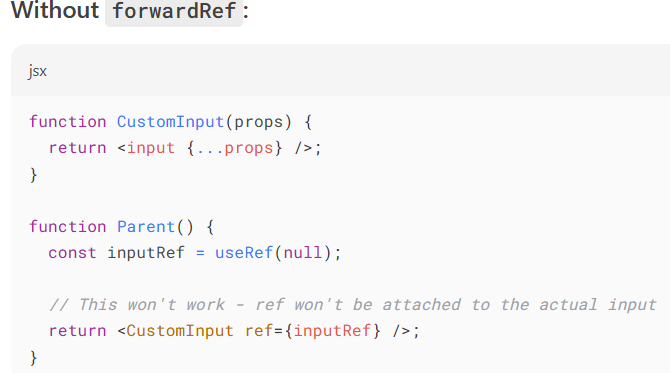 Without forwardRef:
jsx
function CustomInput(props) {
  return <input {...props} />;
}
function Parent() {
  const inputRef = useRef(null);
  // This won't work - ref won't be attached to the actual input
  return <CustomInput ref={inputRef} />;
}